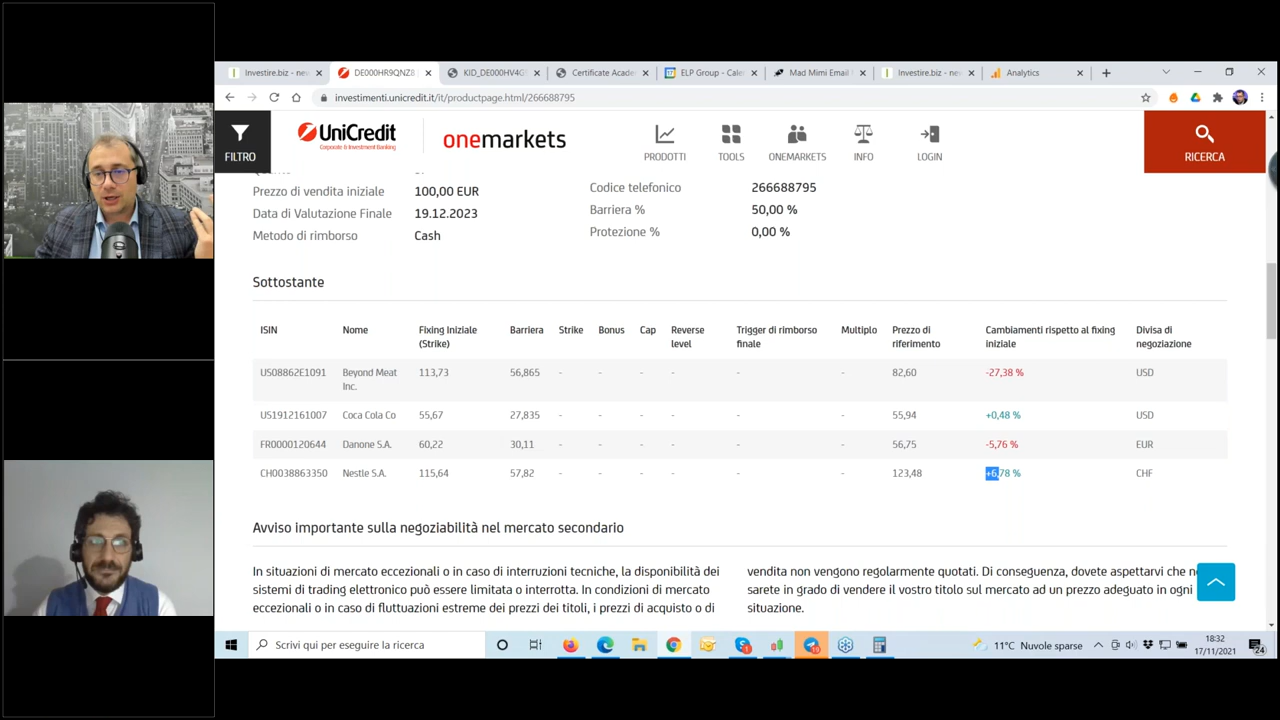 Investire.biz - ne
DE000HR9QNZ8
KID_DE000HV4G
Certificate Acade
ELP Group - Cale
Mad Mimi Email
Investire.biz - ne
Analytics
investimenti.unicredit.it/it/productpage.html/266688795
FILTRO
UniCredit
Corporate & Investment Banking
onemarkets
PRODOTTI
TOOLS
ONEMARKETS
INFO
LOGIN
RICERCA
Prezzo di vendita iniziale 100,00 EUR
Data di Valutazione Finale 19.12.2023
Metodo di rimborso Cash
Codice telefonico 266688795
Barriera % 50,00 %
Protezione % 0,00 %
Sottostante
ISIN Nome Fixing Iniziale (Strike) Barriera Strike Bonus Cap Reverse level Trigger di rimborso finale Multiplo Prezzo di riferimento Cambiamenti rispetto al fixing iniziale Divisa di negoziazione
US08862E1091 Beyond Meat Inc. 113,73 56,865 - - - - - - 82,60 -27,38 % USD
US1912161007 Coca Cola Co 55,67 27,835 - - - - - - 55,94 +0,48 % USD
FR0000120644 Danone S.A. 60,22 30,11 - - - - - - 56,75 -5,76 % EUR
CH0038863350 Nestle S.A. 115,64 57,82 - - - - - - 123,48 +6,78 % CHF
Avviso importante sulla negoziabilità nel mercato secondario
In situazioni di mercato eccezionali o in caso di interruzioni tecniche, la disponibilità dei
sistemi di trading elettronico può essere limitata o interrotta. In condizioni di mercato
eccezionali o in caso di fluttuazioni estreme dei prezzi dei titoli, i prezzi di acquisto o di
vendita non vengono regolarmente quotati. Di conseguenza, dovete aspettarvi che n
sarete in grado di vendere il vostro titolo sul mercato ad un prezzo adeguato in ogni
situazione.
Scrivi qui per eseguire la ricerca
11°C Nuvole sparse
18:32
17/11/2021
24